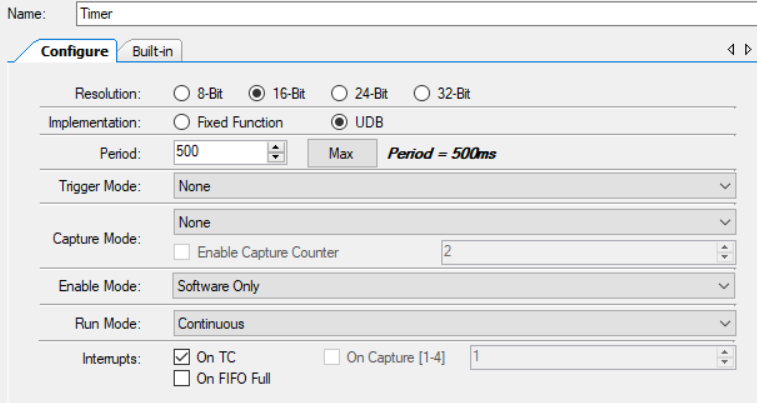 Name: Timer
Configure Built-in
Resolution: 8-Bit 16-Bit 24-Bit 32-Bit
Implementation: Fixed Function UDB
Period: 500 Max Period = 500ms
Trigger Mode: None
None
Capture Mode:
Enable Capture Counter 2
Enable Mode: Software Only
Run Mode: Continuous
Interrupts: On TC On Capture [1-4] 1
On FIFO Full